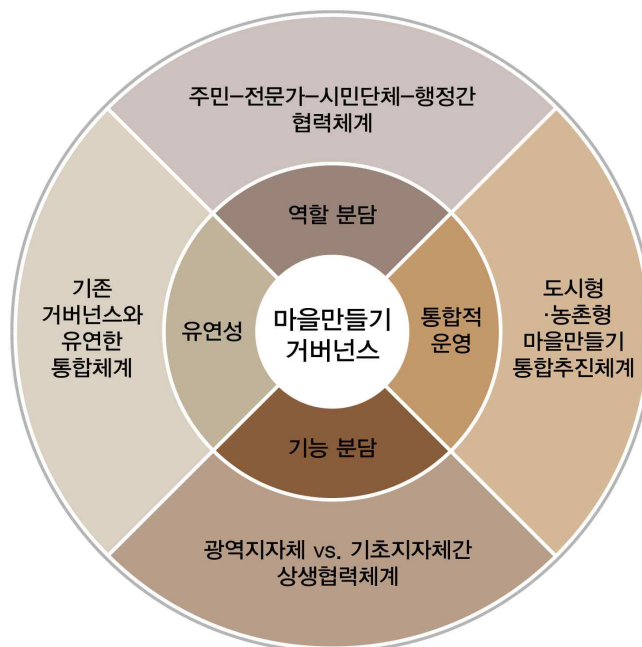 주민–전문가–시민단체–행정간
협력체계
역할 분담
기존
거버넌스와
유연한
통합체계
유연성
마을만들기
거버넌스
통합적
운영
도시형
·농촌형
마을만들기
통합추진체계
기능 분담
광역지자체 vs. 기초지자체간
상생협력체계